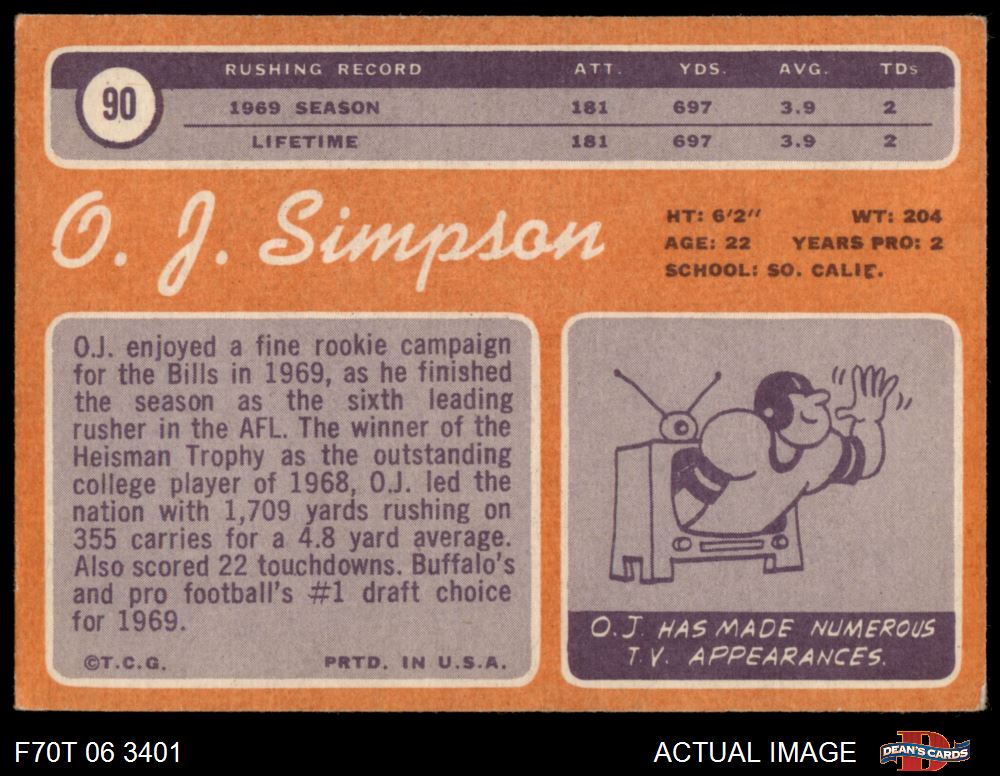 90
RUSHING RECORD ATT. YDS. AVG. TDs
1969 SEASON 181 697 3.9 2
LIFETIME 181 697 3.9 2
O. J. Simpson
HT: 6'2" WT: 204
AGE: 22 YEARS PRO: 2
SCHOOL: SO. CALIF.
O.J. enjoyed a fine rookie campaign
for the Bills in 1969, as he finished
the season as the sixth leading
rusher in the AFL. The winner of the
Heisman Trophy as the outstanding
college player of 1968, O.J. led the
nation with 1,709 yards rushing on
355 carries for a 4.8 yard average.
Also scored 22 touchdowns. Buffalo's
and pro football's #1 draft choice
for 1969.
©T.C.G. PRTD. IN U.S.A.
O.J. HAS MADE NUMEROUS
T.V. APPEARANCES.
F70T 06 3401 ACTUAL IMAGE
D
DEAN'S CARDS